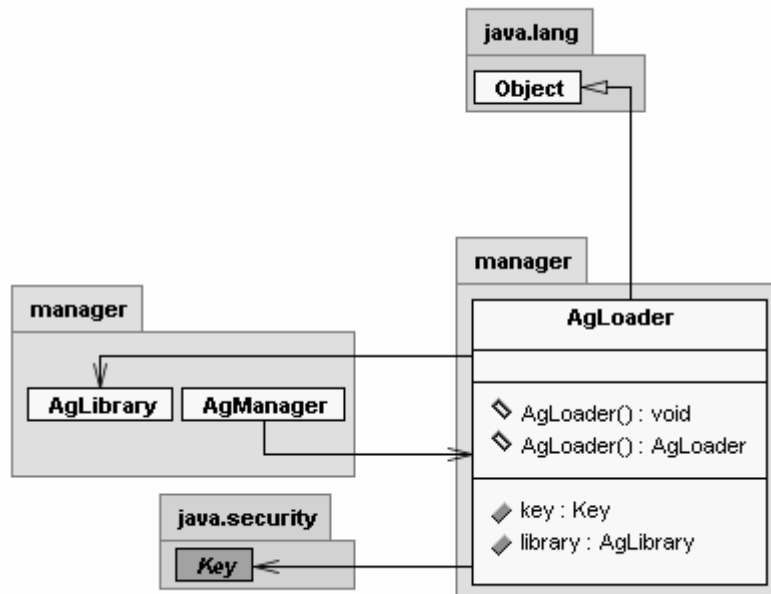 java.lang
Object
manager
AgLoader
manager
AgLibrary
AgManager
AgLoader() : void
AgLoader() : AgLoader
java.security
Key
key : Key
library : AgLibrary